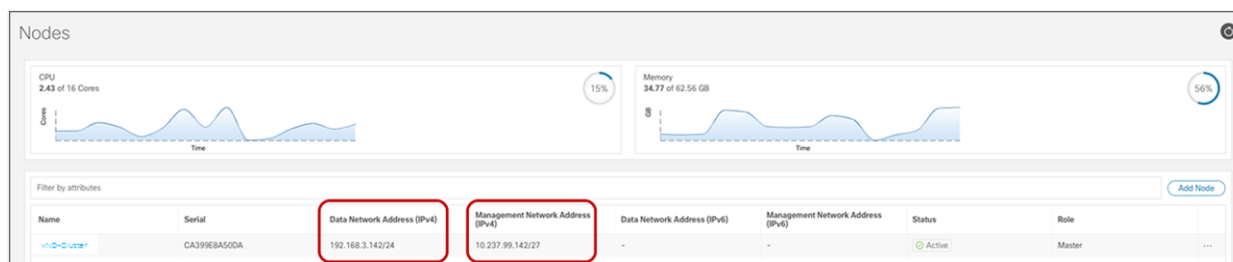 Nodes
CPU
2.43 of 16 Cores
15%
Cores
Time
Memory
34.77 of 62.56 GB
56%
GB
Time
Filter by attributes
Add Node
Name
Serial
Data Network Address (IPv4)
Management Network Address
(IPv4)
Data Network Address (IPv6)
Management Network Address
(IPv6)
Status
Role
vND-Cluster
CA399E8A50DA
192.168.3.142/24
10.237.99.142/27
-
-
Active
Master
...